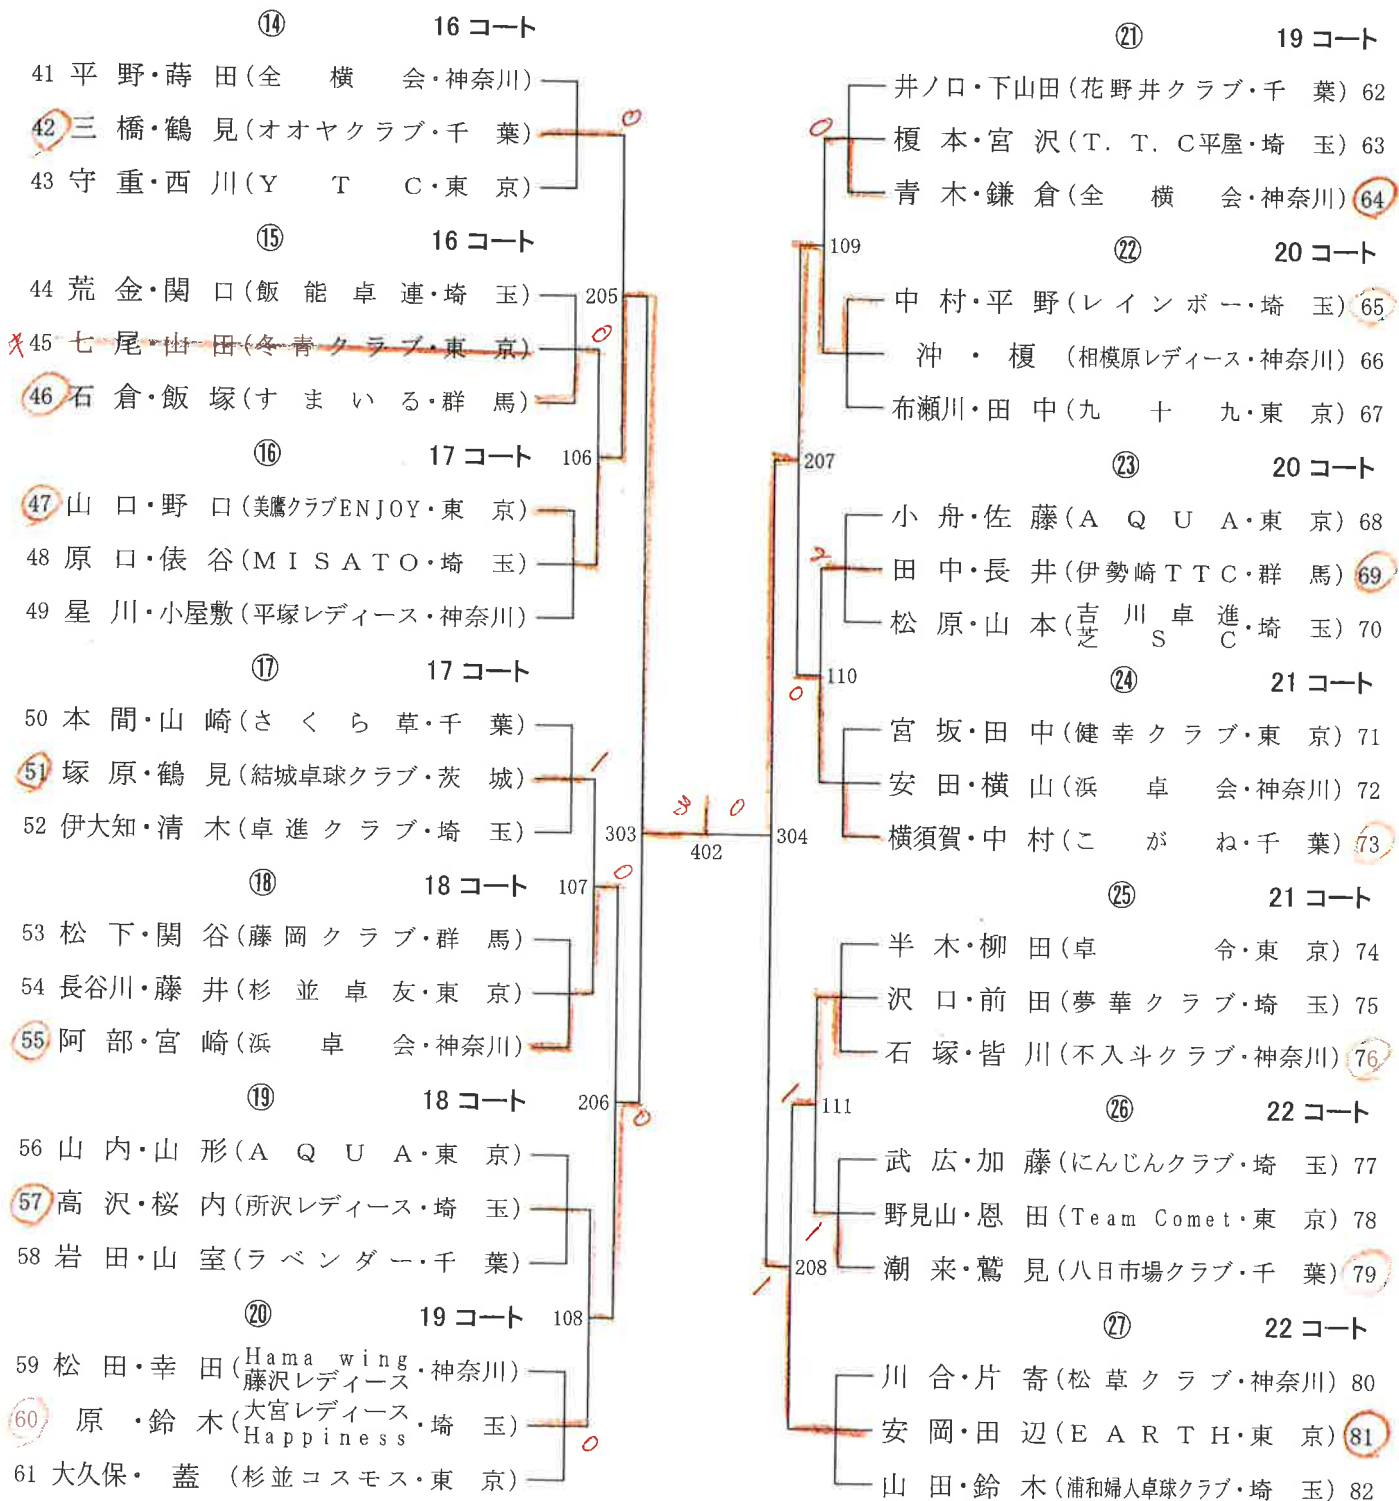 ⑭ 16 コート
41 平 野・蒔 田 (全 横 会・神奈川)
42 三 橋・鶴 見 (オオヤクラブ・千 葉)
43 守 重・西 川 (Y T C・東 京)
0
⑮ 16 コート
44 荒 金・関 口 (飯 能 卓 連・埼 玉)
205
45 七 尾・山 田 (冬青クラブ・東 京)
0
46 石 倉・飯 塚 (す ま い る・群 馬)
⑯ 17 コート
106
47 山 口・野 口 (美鷹クラブENJOY・東 京)
48 原 口・俵 谷 (MISATO・埼 玉)
49 星 川・小屋敷 (平塚レディース・神奈川)
⑰ 17 コート
50 本 間・山 崎 (さ く ら 草・千 葉)
51 塚 原・鶴 見 (結城卓球クラブ・茨 城)
1
52 伊大知・清 木 (卓進クラブ・埼 玉)
303
⑱ 18 コート
107
0
53 松 下・関 谷 (藤岡クラブ・群 馬)
54 長谷川・藤 井 (杉 並 卓 友・東 京)
55 阿 部・宮 崎 (浜 卓 会・神奈川)
⑲ 18 コート
206
0
56 山 内・山 形 (A Q U A・東 京)
57 高 沢・桜 内 (所沢レディース・埼 玉)
58 岩 田・山 室 (ラベンダー・千 葉)
⑳ 19 コート
108
59 松 田・幸 田 (Hama wing 藤沢レディース・神奈川)
60 原 ・鈴 木 (大宮レディース Happiness・埼 玉)
0
61 大久保・ 蓋 (杉並コスモス・東 京)
3 0
402
㉑ 19 コート
井ノ口・下山田 (花野井クラブ・千 葉) 62
0
榎 本・宮 沢 (T. T. C平屋・埼 玉) 63
青 木・鎌 倉 (全 横 会・神奈川) 64
109
㉒ 20 コート
中 村・平 野 (レインボー・埼 玉) 65
沖 ・ 榎 (相模原レディース・神奈川) 66
布瀬川・田 中 (九 十 九・東 京) 67
207
㉓ 20 コート
小 舟・佐 藤 (A Q U A・東 京) 68
2
田 中・長 井 (伊勢崎TTC・群 馬) 69
松 原・山 本 (吉 川 卓 進 芝 S C・埼 玉) 70
110
0
㉔ 21 コート
宮 坂・田 中 (健幸クラブ・東 京) 71
安 田・横 山 (浜 卓 会・神奈川) 72
横須賀・中 村 (こ が ね・千 葉) 73
304
㉕ 21 コート
半 木・柳 田 (卓 令・東 京) 74
沢 口・前 田 (夢華クラブ・埼 玉) 75
石 塚・皆 川 (不入斗クラブ・神奈川) 76
1
111
㉖ 22 コート
武 広・加 藤 (にんじんクラブ・埼 玉) 77
野見山・恩 田 (Team Comet・東 京) 78
1
潮 来・鷲 見 (八日市場クラブ・千 葉) 79
208
1
㉗ 22 コート
川 合・片 寄 (松草クラブ・神奈川) 80
安 岡・田 辺 (E A R T H・東 京) 81
山 田・鈴 木 (浦和婦人卓球クラブ・埼 玉) 82